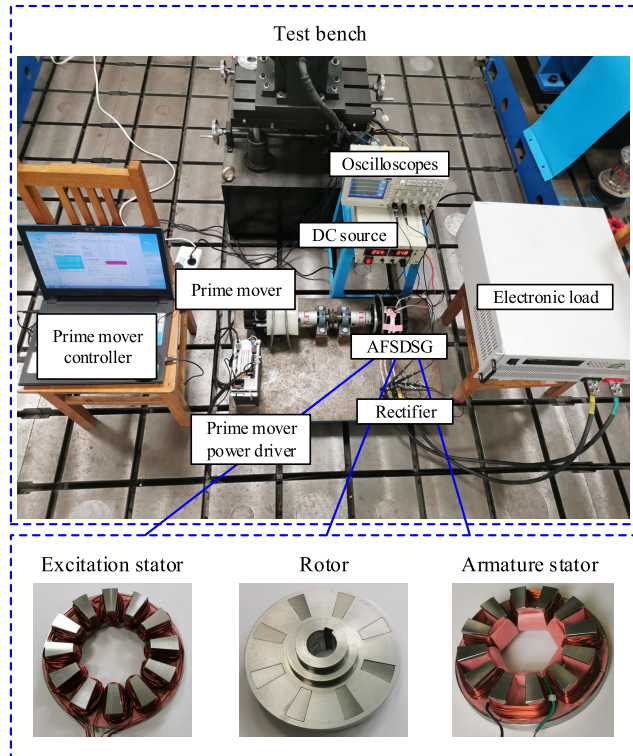 Test bench
Oscilloscopes
DC source
Prime mover
Electronic load
Prime mover
controller
AFSDSG
Rectifier
Prime mover
power driver
Excitation stator
Rotor
Armature stator